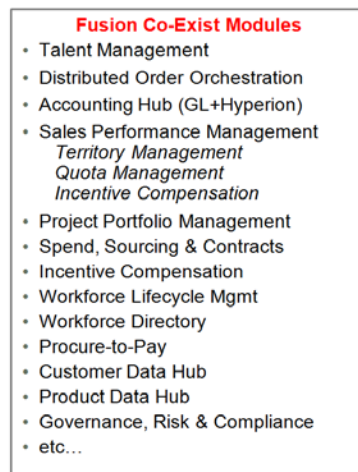 Fusion Co-Exist Modules
• Talent Management
• Distributed Order Orchestration
• Accounting Hub (GL+Hyperion)
• Sales Performance Management
Territory Management
Quota Management
Incentive Compensation
• Project Portfolio Management
• Spend, Sourcing & Contracts
• Incentive Compensation
• Workforce Lifecycle Mgmt
• Workforce Directory
• Procure-to-Pay
• Customer Data Hub
• Product Data Hub
• Governance, Risk & Compliance
• etc…